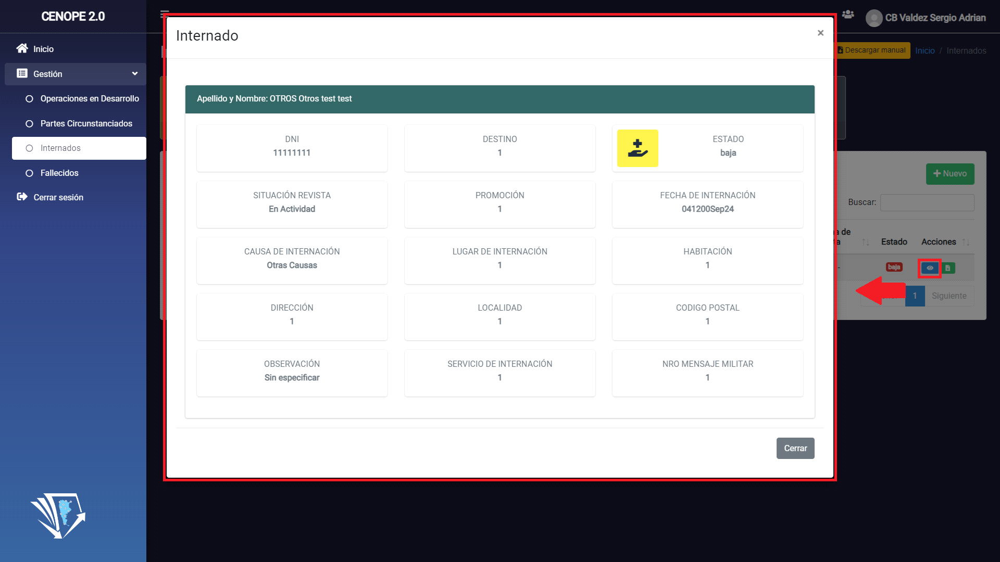 CENOPE 2.0
CB Valdez Sergio Adrian
Inicio
Gestión
Operaciones en Desarrollo
Partes Circunstanciados
Internados
Fallecidos
Cerrar sesión
Descargar manual
Inicio / Internados
Internado
×
Apellido y Nombre: OTROS Otros test test
DNI
11111111
DESTINO
1
ESTADO
baja
SITUACIÓN REVISTA
En Actividad
PROMOCIÓN
1
FECHA DE INTERNACIÓN
041200Sep24
CAUSA DE INTERNACIÓN
Otras Causas
LUGAR DE INTERNACIÓN
1
HABITACIÓN
1
DIRECCIÓN
1
LOCALIDAD
1
CODIGO POSTAL
1
OBSERVACIÓN
Sin especificar
SERVICIO DE INTERNACIÓN
1
NRO MENSAJE MILITAR
1
Cerrar
Nuevo
Buscar:
de
Estado
Acciones
baja
1
Siguiente